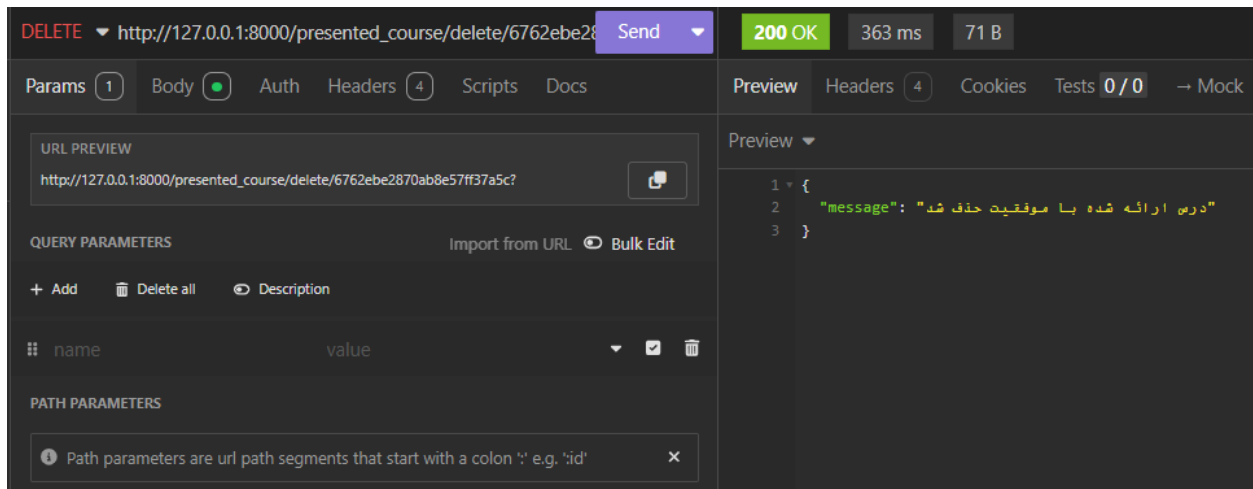 DELETE http://127.0.0.1:8000/presented_course/delete/6762ebe28 Send
200 OK 363 ms 71 B
Params 1 Body Auth Headers 4 Scripts Docs
Preview Headers 4 Cookies Tests 0 / 0 → Mock
URL PREVIEW
http://127.0.0.1:8000/presented_course/delete/6762ebe2870ab8e57ff37a5c?
QUERY PARAMETERS Import from URL Bulk Edit
+ Add Delete all Description
name value
PATH PARAMETERS
Path parameters are url path segments that start with a colon ':' e.g. ':id' ×
Preview
1 {
2 "message": "درس ارائه شده با موفقیت حذف شد"
3 }